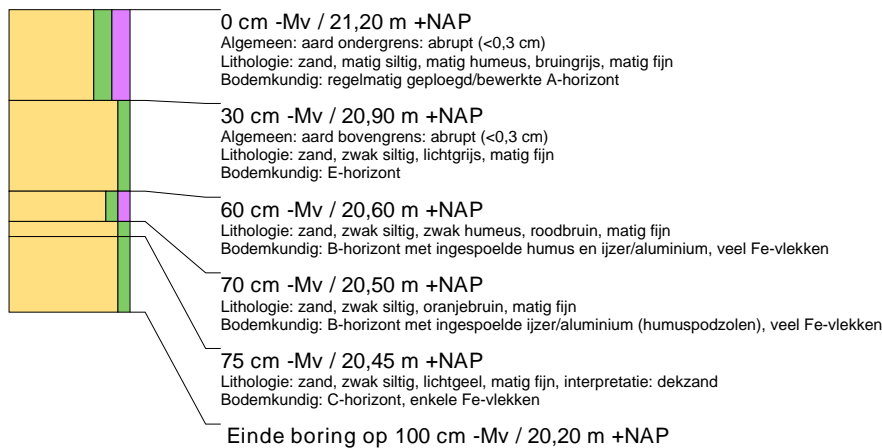 0 cm -Mv / 21,20 m +NAP
Algemeen: aard ondergrens: abrupt (<0,3 cm)
Lithologie: zand, matig siltig, matig humeus, bruingrijs, matig fijn
Bodemkundig: regelmatig geploegd/bewerkte A-horizont
30 cm -Mv / 20,90 m +NAP
Algemeen: aard bovengrens: abrupt (<0,3 cm)
Lithologie: zand, zwak siltig, lichtgrijs, matig fijn
Bodemkundig: E-horizont
60 cm -Mv / 20,60 m +NAP
Lithologie: zand, zwak siltig, zwak humeus, roodbruin, matig fijn
Bodemkundig: B-horizont met ingespoelde humus en ijzer/aluminium, veel Fe-vlekken
70 cm -Mv / 20,50 m +NAP
Lithologie: zand, zwak siltig, oranjebruin, matig fijn
Bodemkundig: B-horizont met ingespoelde ijzer/aluminium (humuspodzolen), veel Fe-vlekken
75 cm -Mv / 20,45 m +NAP
Lithologie: zand, zwak siltig, lichtgeel, matig fijn, interpretatie: dekzand
Bodemkundig: C-horizont, enkele Fe-vlekken
Einde boring op 100 cm -Mv / 20,20 m +NAP